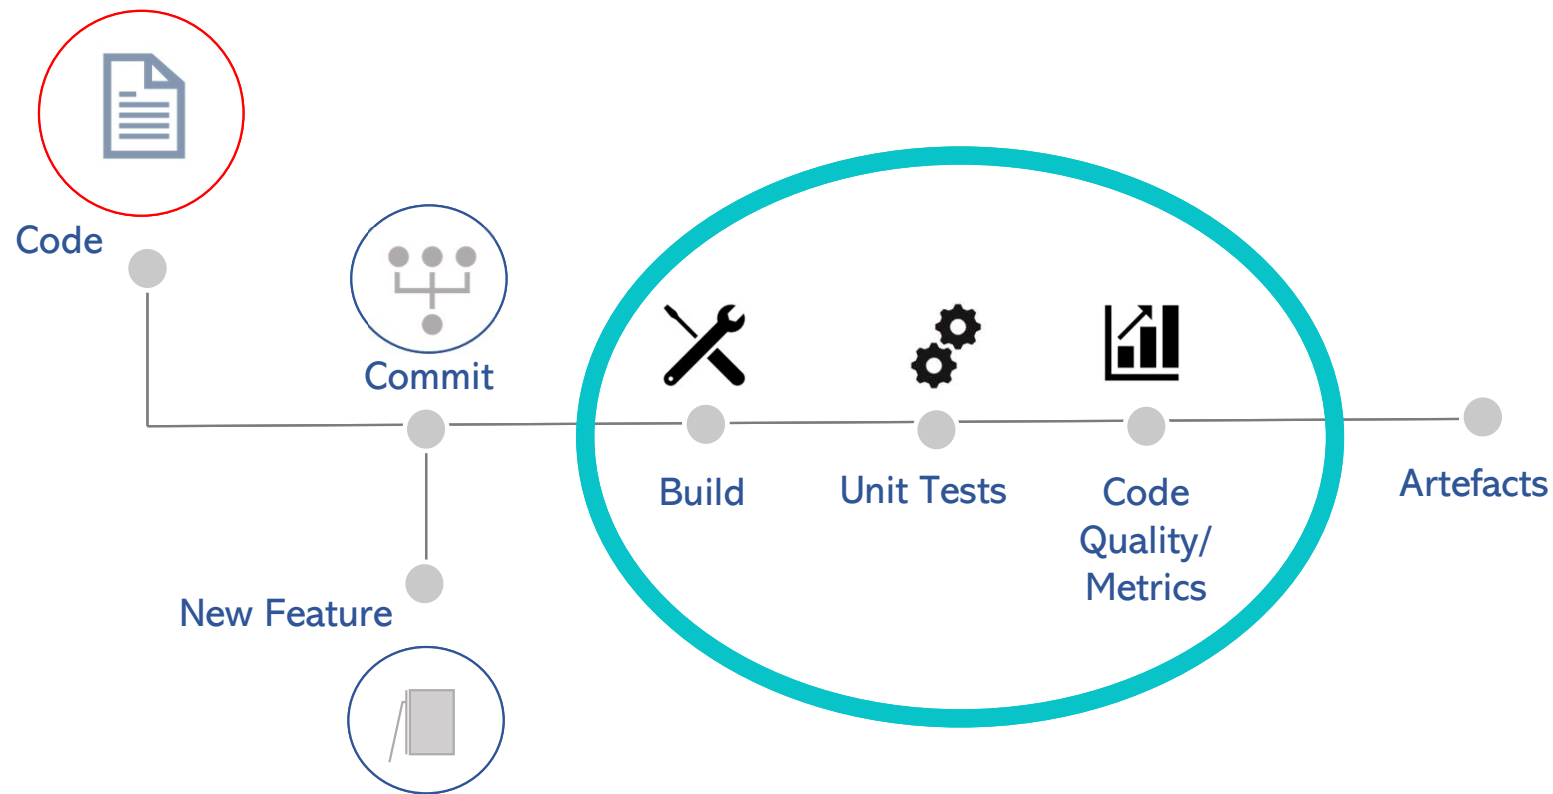 Code
Commit
Build
Unit Tests
Code
Quality/
Metrics
Artefacts
New Feature